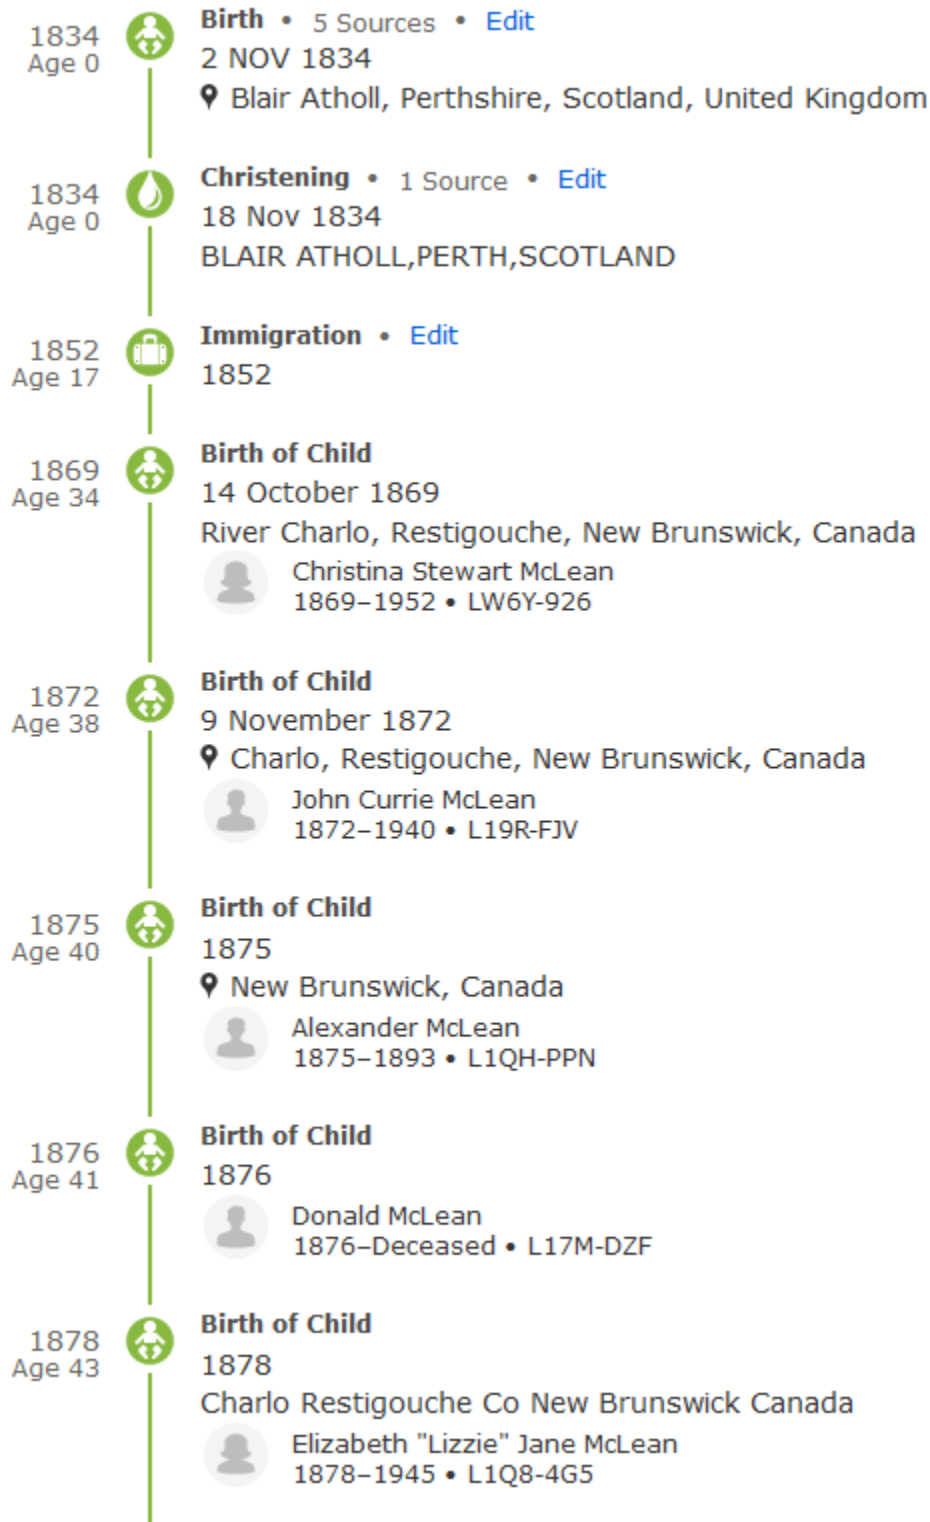 1834
Age 0
Birth • 5 Sources • Edit
2 NOV 1834
Blair Atholl, Perthshire, Scotland, United Kingdom
1834
Age 0
Christening • 1 Source • Edit
18 Nov 1834
BLAIR ATHOLL,PERTH,SCOTLAND
1852
Age 17
Immigration • Edit
1852
1869
Age 34
Birth of Child
14 October 1869
River Charlo, Restigouche, New Brunswick, Canada
Christina Stewart McLean
1869–1952 • LW6Y-926
1872
Age 38
Birth of Child
9 November 1872
Charlo, Restigouche, New Brunswick, Canada
John Currie McLean
1872–1940 • L19R-FJV
1875
Age 40
Birth of Child
1875
New Brunswick, Canada
Alexander McLean
1875–1893 • L1QH-PPN
1876
Age 41
Birth of Child
1876
Donald McLean
1876–Deceased • L17M-DZF
1878
Age 43
Birth of Child
1878
Charlo Restigouche Co New Brunswick Canada
Elizabeth "Lizzie" Jane McLean
1878–1945 • L1Q8-4G5